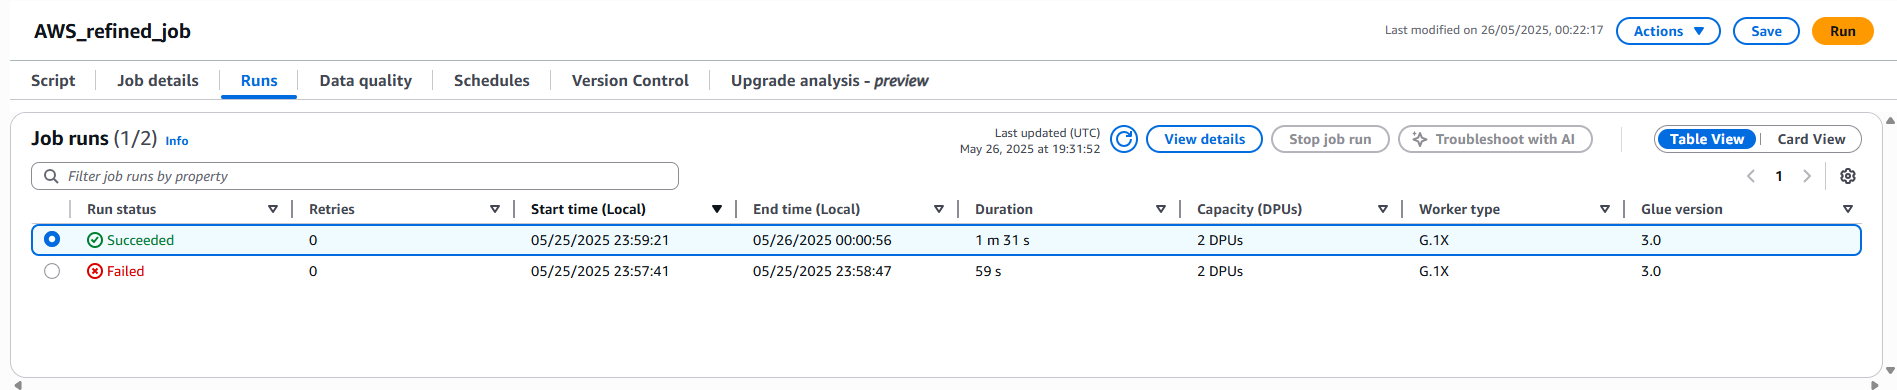 AWS_refined_job
Last modified on 26/05/2025, 00:22:17
Actions
Save
Run
Script
Job details
Runs
Data quality
Schedules
Version Control
Upgrade analysis - preview
Job runs (1/2) Info
Last updated (UTC)
May 26, 2025 at 19:31:52
View details
Stop job run
Troubleshoot with AI
Table View
Card View
Filter job runs by property
1
Run status Retries Start time (Local) End time (Local) Duration Capacity (DPUs) Worker type Glue version
Succeeded 0 05/25/2025 23:59:21 05/26/2025 00:00:56 1 m 31 s 2 DPUs G.1X 3.0
Failed 0 05/25/2025 23:57:41 05/25/2025 23:58:47 59 s 2 DPUs G.1X 3.0